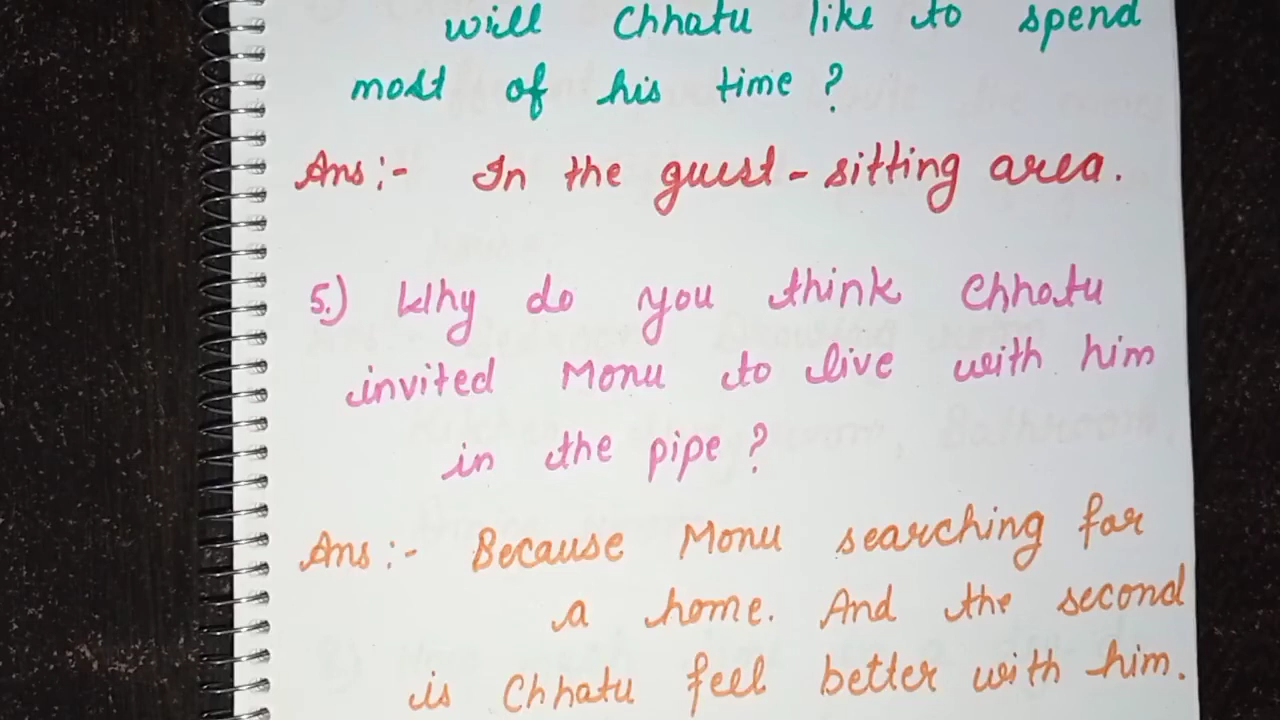 will Chhatu like to spend
most of his time ?
Ans :- In the guest - sitting area.
5.) Why do you think Chhatu
invited Monu to live with him
in the pipe ?
Ans :- Because Monu searching for
a home. And the second
is Chhatu feel better with him.